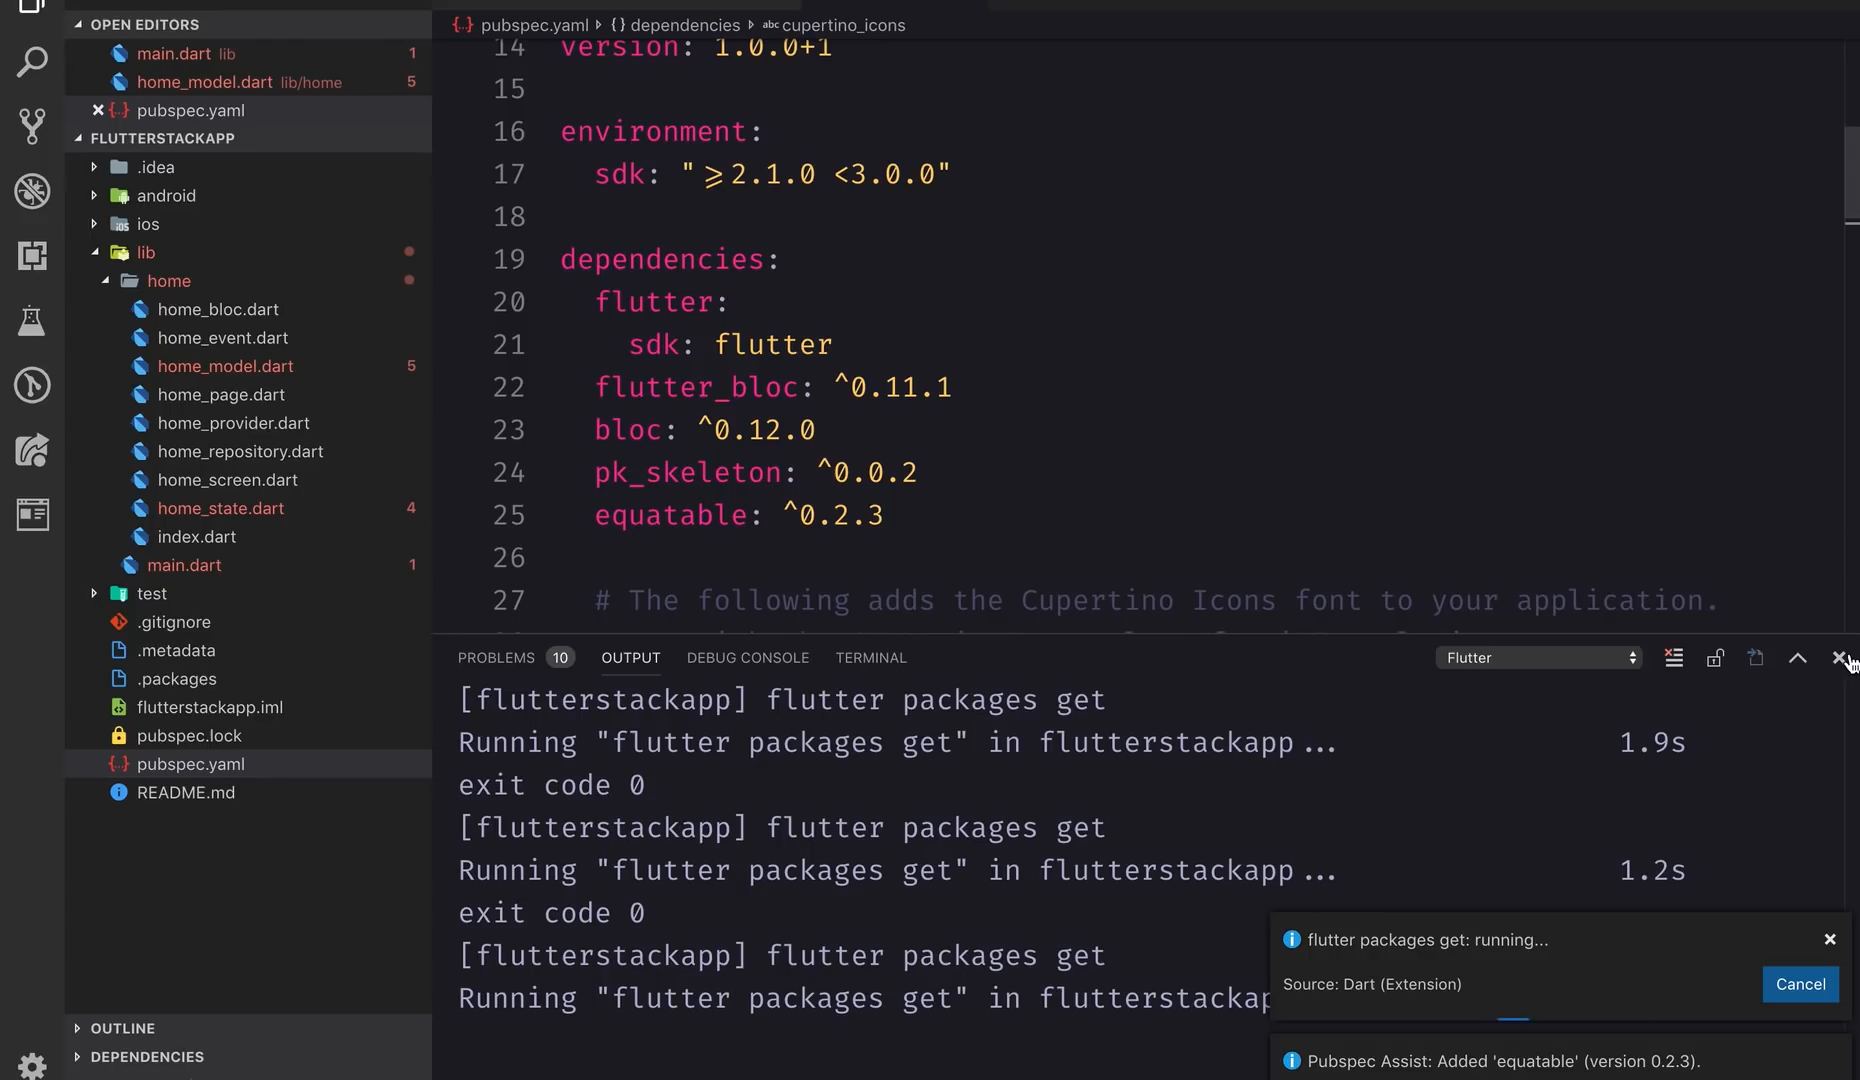 OPEN EDITORS
main.dart lib 1
home_model.dart lib/home 5
pubspec.yaml
FLUTTERSTACKAPP
.idea
android
ios
lib
home
home_bloc.dart
home_event.dart
home_model.dart 5
home_page.dart
home_provider.dart
home_repository.dart
home_screen.dart
home_state.dart 4
index.dart
main.dart 1
test
.gitignore
.metadata
.packages
flutterstackapp.iml
pubspec.lock
pubspec.yaml
README.md
OUTLINE
DEPENDENCIES
pubspec.yaml {} dependencies abc cupertino_icons
14 version: 1.0.0+1
15
16 environment:
17 sdk: "≥2.1.0 <3.0.0"
18
19 dependencies:
20 flutter:
21 sdk: flutter
22 flutter_bloc: ^0.11.1
23 bloc: ^0.12.0
24 pk_skeleton: ^0.0.2
25 equatable: ^0.2.3
26
27 # The following adds the Cupertino Icons font to your application.
PROBLEMS 10 OUTPUT DEBUG CONSOLE TERMINAL Flutter
[flutterstackapp] flutter packages get
Running "flutter packages get" in flutterstackapp... 1.9s
exit code 0
[flutterstackapp] flutter packages get
Running "flutter packages get" in flutterstackapp... 1.2s
exit code 0
[flutterstackapp] flutter packages get
Running "flutter packages get" in flutterstackap
flutter packages get: running...
Source: Dart (Extension) Cancel
Pubspec Assist: Added 'equatable' (version 0.2.3).